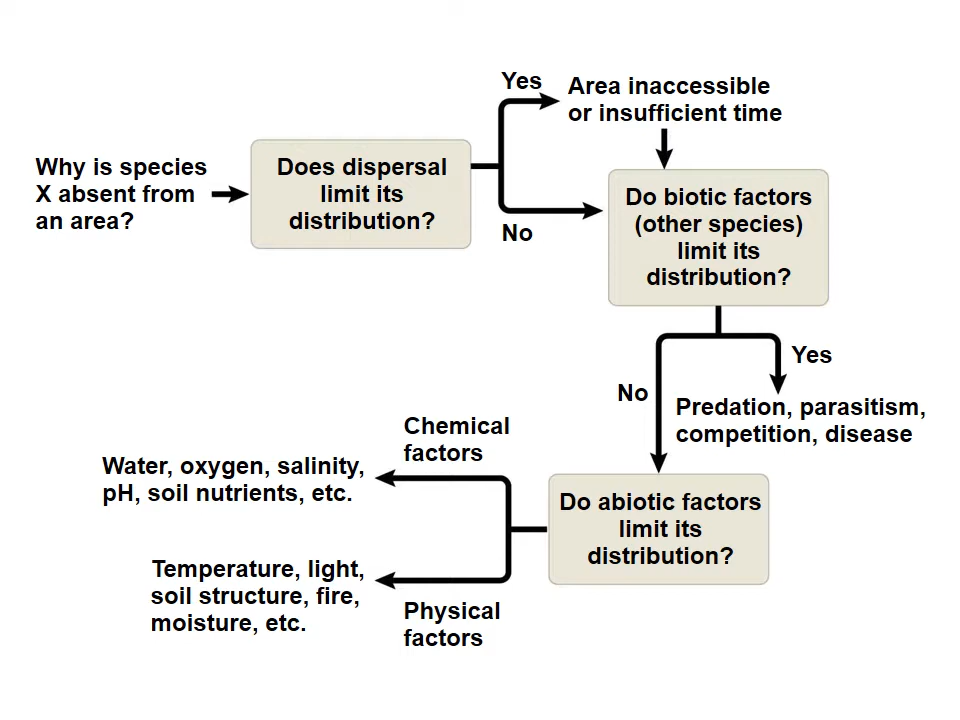 Why is species
X absent from
an area?
Does dispersal
limit its
distribution?
Yes
No
Area inaccessible
or insufficient time
Do biotic factors
(other species)
limit its
distribution?
Yes
No
Predation, parasitism,
competition, disease
Do abiotic factors
limit its
distribution?
Chemical
factors
Water, oxygen, salinity,
pH, soil nutrients, etc.
Physical
factors
Temperature, light,
soil structure, fire,
moisture, etc.